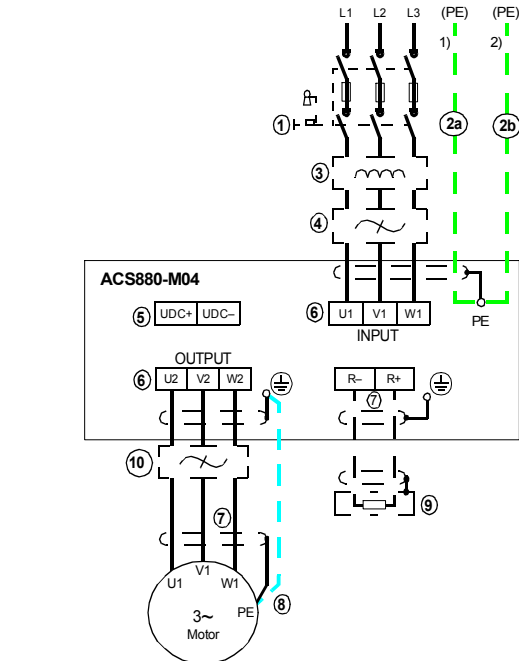 L1 L2 L3 (PE) (PE)
1) 2)
1 2a 2b
3
4
ACS880-M04
5 UDC+ UDC– 6 U1 V1 W1
INPUT PE
OUTPUT
6 U2 V2 W2 R– R+
7
10
9
7
U1 V1 W1
PE 8
3~
Motor